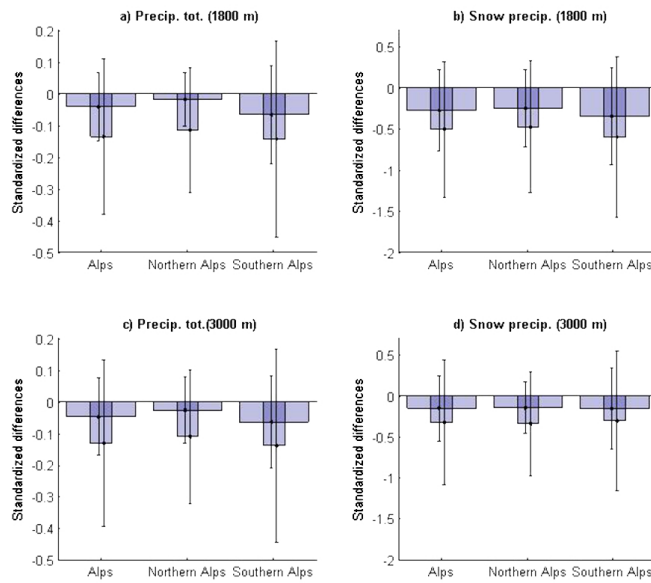 a) Precip. tot. (1800 m)
Standardized differences
0.2
0.1
0
-0.1
-0.2
-0.3
-0.4
-0.5
Alps Northern Alps Southern Alps
b) Snow precip. (1800 m)
Standardized differences
0.5
0
-0.5
-1
-1.5
-2
Alps Northern Alps Southern Alps
c) Precip. tot.(3000 m)
Standardized differences
0.2
0.1
0
-0.1
-0.2
-0.3
-0.4
-0.5
Alps Northern Alps Southern Alps
d) Snow precip. (3000 m)
Standardized differences
0.5
0
-0.5
-1
-1.5
-2
Alps Northern Alps Southern Alps